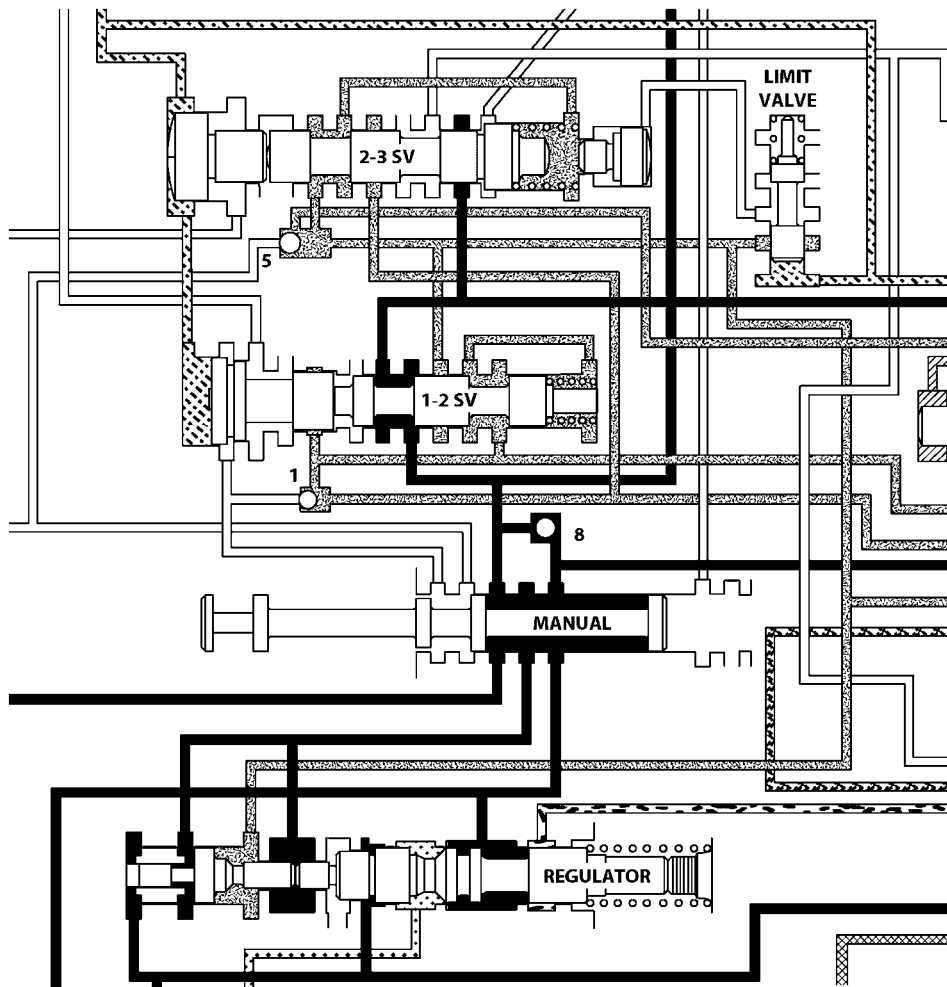 LIMIT
VALVE
2-3 SV
5
1-2 SV
1
8
MANUAL
REGULATOR